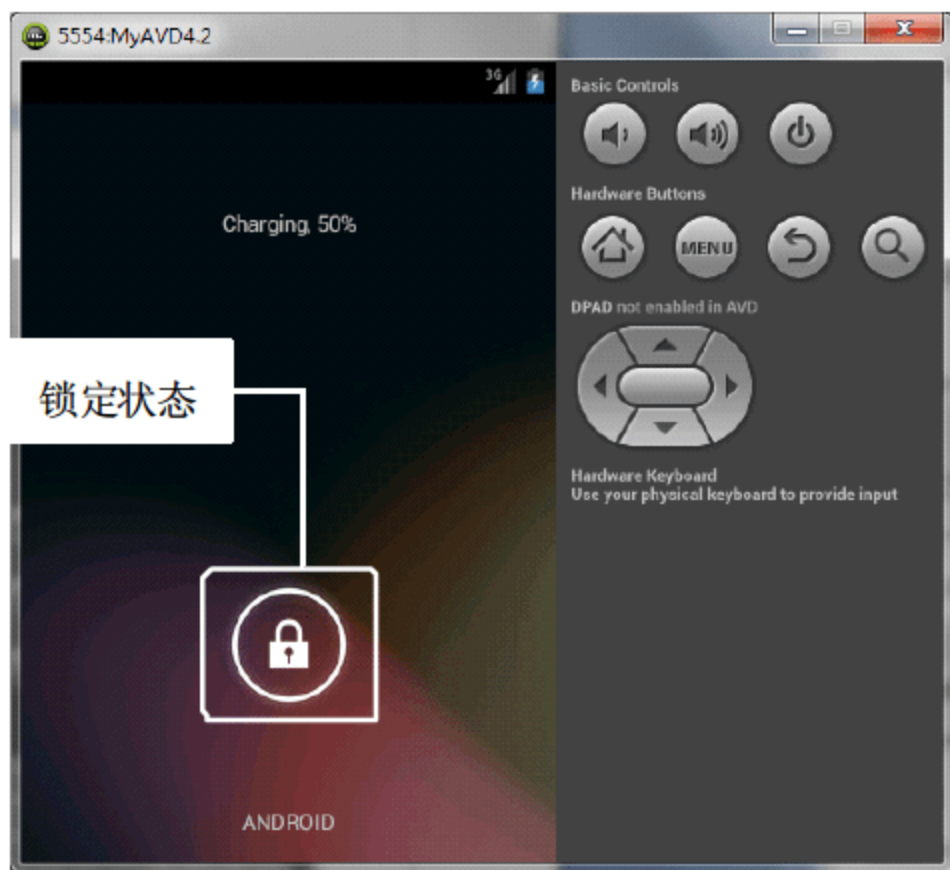 5554:MyAVD4.2
3G
Basic Controls
Charging, 50%
Hardware Buttons
MENU
DPAD not enabled in AVD
锁定状态
Hardware Keyboard
Use your physical keyboard to provide input
ANDROID